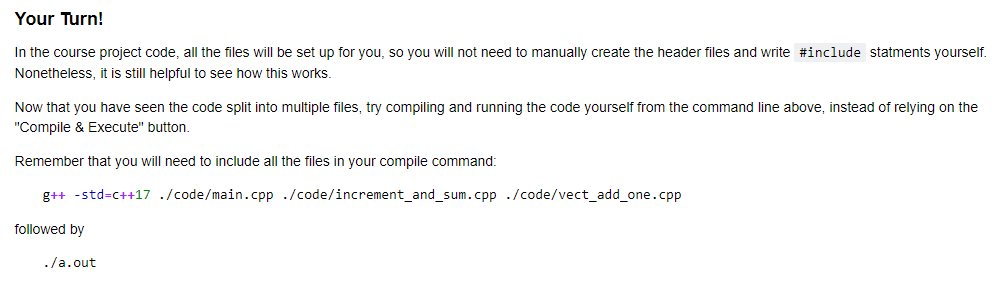 Your Turn!
In the course project code, all the files will be set up for you, so you will not need to manually create the header files and write #include statments yourself.
Nonetheless, it is still helpful to see how this works.
Now that you have seen the code split into multiple files, try compiling and running the code yourself from the command line above, instead of relying on the
"Compile & Execute" button.
Remember that you will need to include all the files in your compile command:
g++ -std=c++17 ./code/main.cpp ./code/increment_and_sum.cpp ./code/vect_add_one.cpp
followed by
./a.out